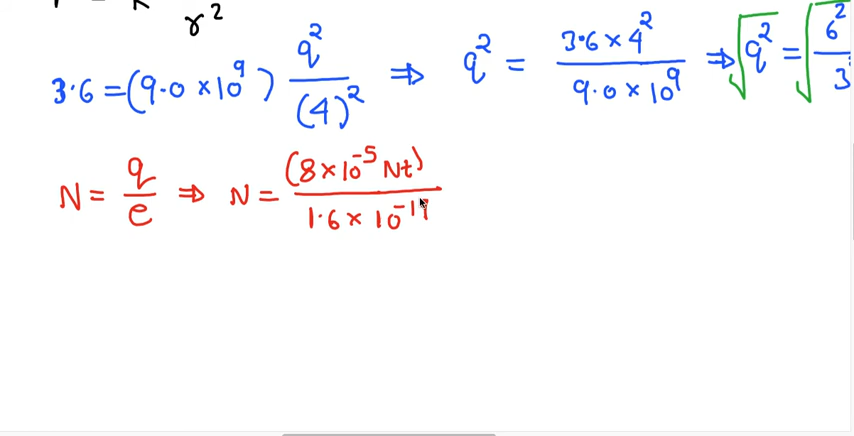 r²
3.6 = (9.0 × 10⁹) q²/(4)² ⇒ q² = 3.6 × 4²/9.0 × 10⁹ ⇒ √q² = √6²/3
N = q/e ⇒ N = (8 × 10⁻⁵ Nt)/1.6 × 10⁻¹⁹